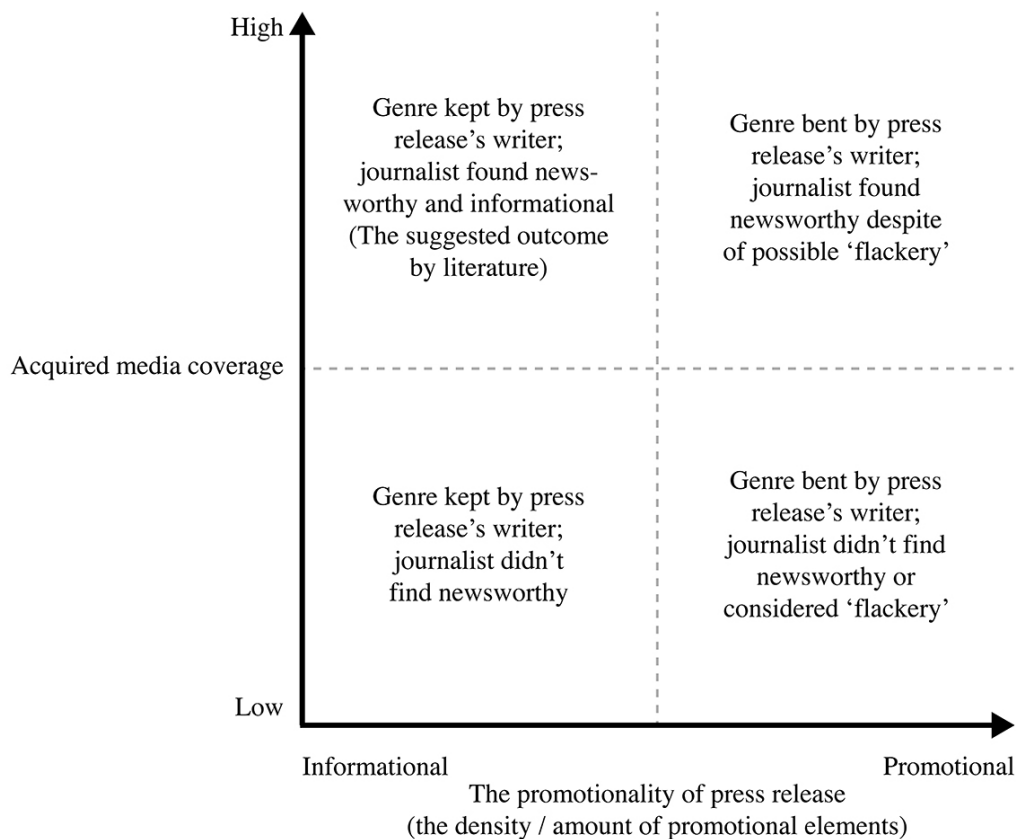 High
Genre kept by press
release’s writer;
journalist found news-
worthy and informational
(The suggested outcome
by literature)
Genre bent by press
release’s writer;
journalist found
newsworthy despite
of possible ‘flackery’
Acquired media coverage
Genre kept by press
release’s writer;
journalist didn’t
find newsworthy
Genre bent by press
release’s writer;
journalist didn’t find
newsworthy or
considered ‘flackery’
Low
Informational
Promotional
The promotionality of press release
(the density / amount of promotional elements)